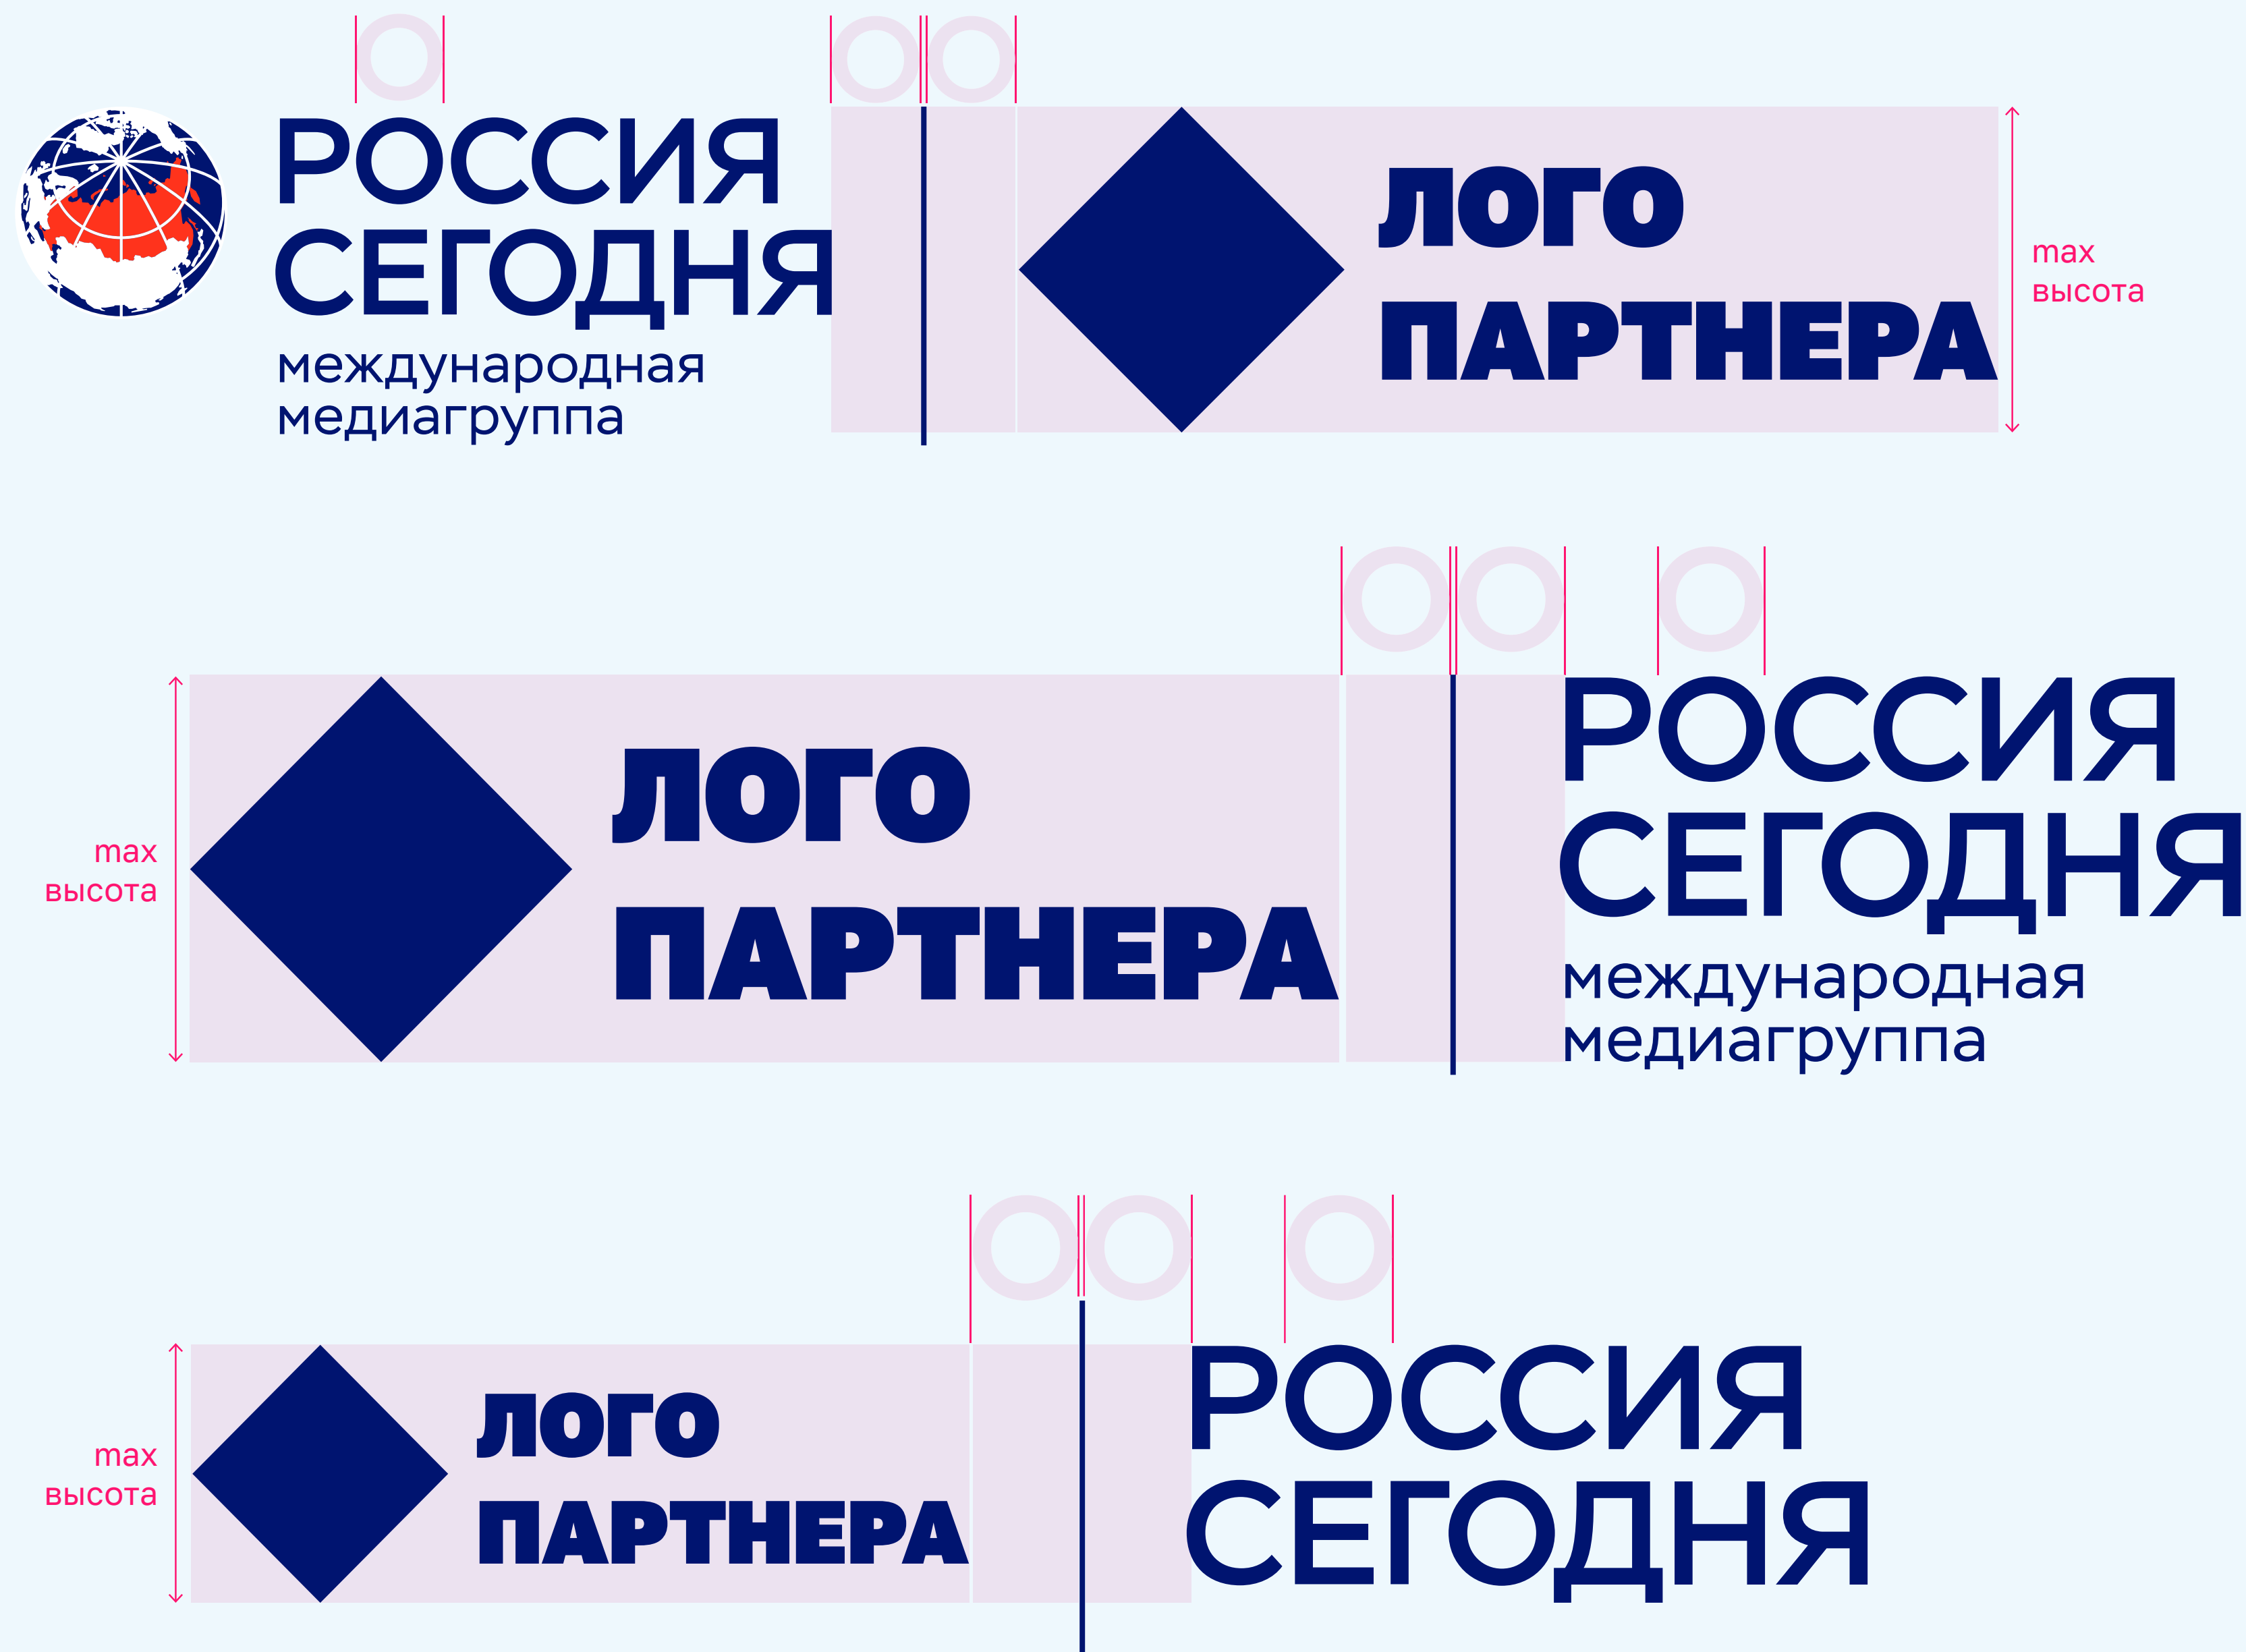 РОССИЯ
СЕГОДНЯ
международная
медиагруппа
ЛОГО
ПАРТНЕРА
max
высота
max
высота
ЛОГО
ПАРТНЕРА
РОССИЯ
СЕГОДНЯ
международная
медиагруппа
max
высота
ЛОГО
ПАРТНЕРА
РОССИЯ
СЕГОДНЯ